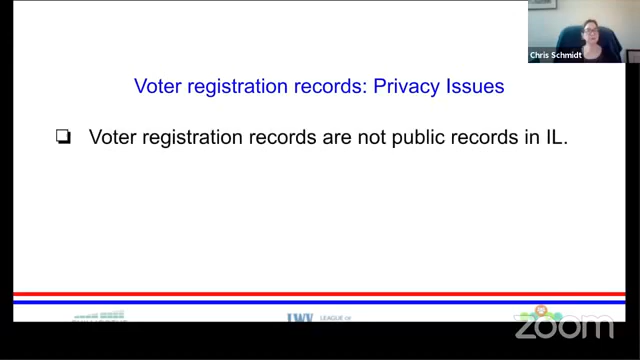 Chris Schmidt
Voter registration records: Privacy Issues
Voter registration records are not public records in IL.
LWV LEAGUE OF
zoom